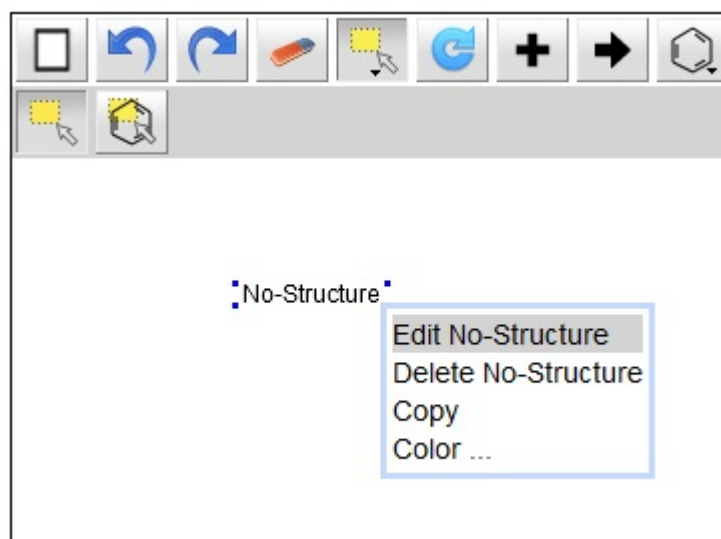 No-Structure
Edit No-Structure
Delete No-Structure
Copy
Color ...